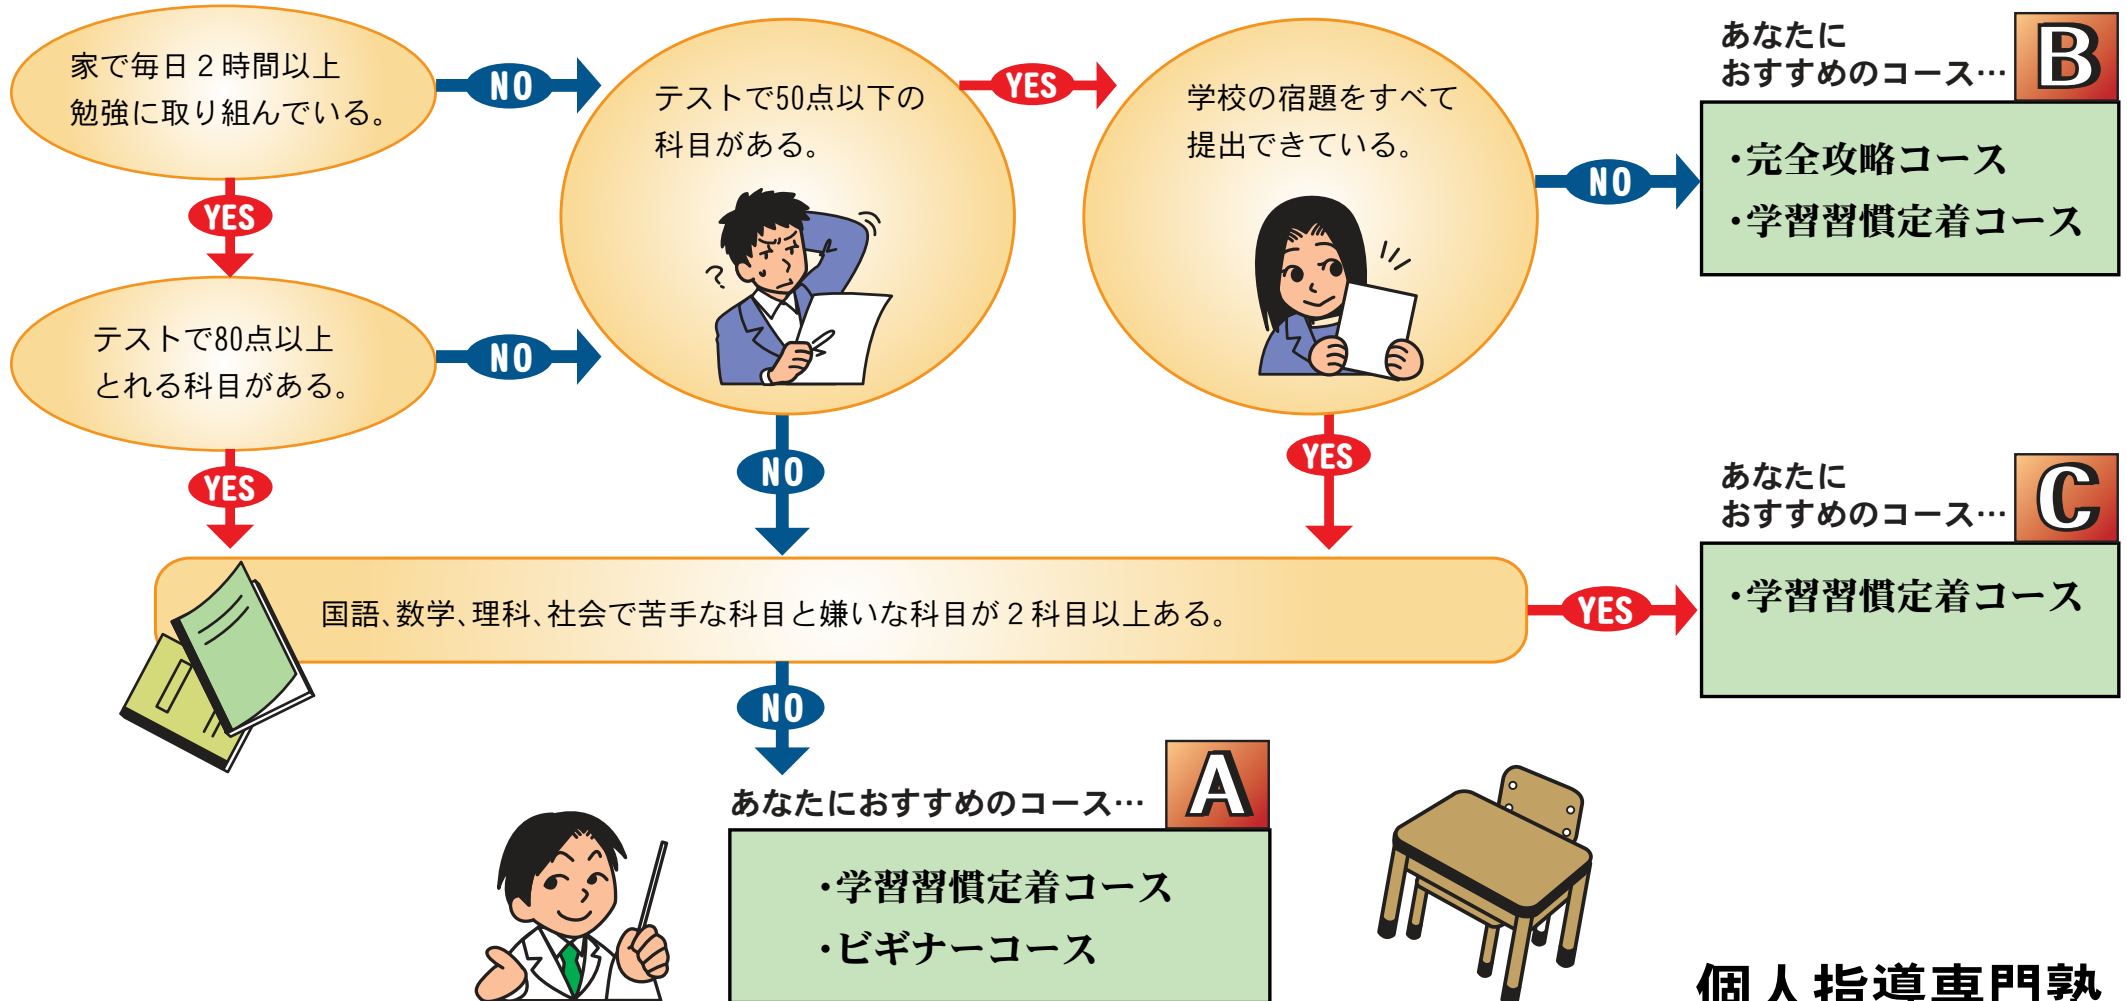 家で毎日２時間以上
勉強に取り組んでいる。
NO
YES
テストで50点以下の
科目がある。
YES
NO
学校の宿題をすべて
提出できている。
NO
YES
あなたに
おすすめのコース… B
・完全攻略コース
・学習習慣定着コース
テストで80点以上
とれる科目がある。
NO
YES
国語、数学、理科、社会で苦手な科目と嫌いな科目が２科目以上ある。
YES
NO
あなたに
おすすめのコース… C
・学習習慣定着コース
あなたにおすすめのコース… A
・学習習慣定着コース
・ビギナーコース
個人指導専門塾